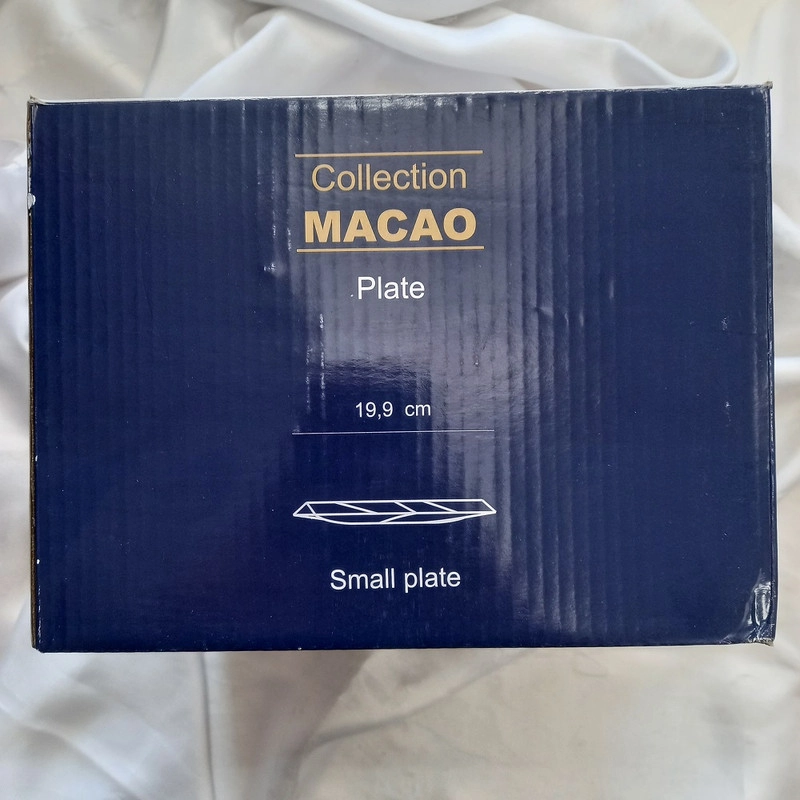 Collection
MACAO
Plate
19,9 cm
Small plate